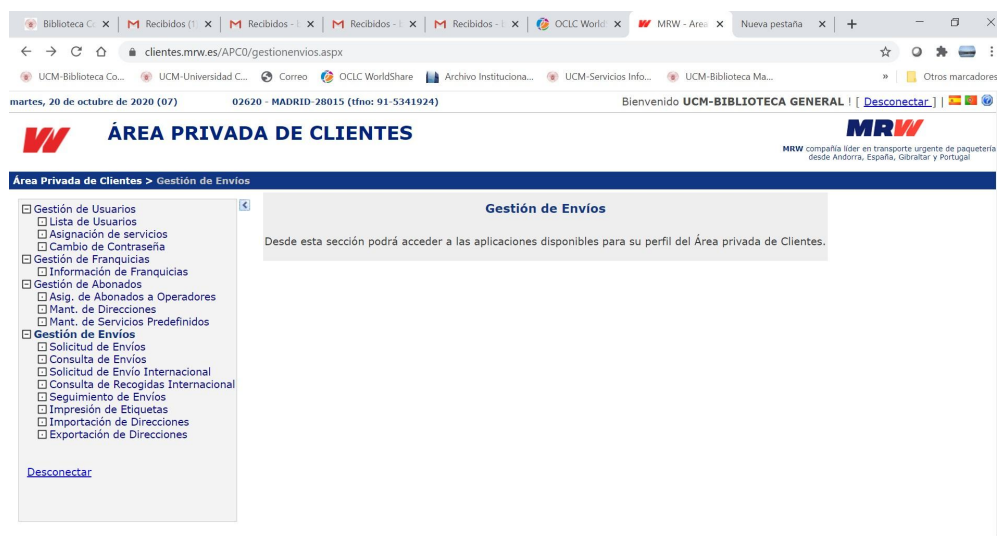 Biblioteca Ce
Recibidos (1)
Recibidos -
Recibidos -
Recibidos -
OCLC World
MRW - Area
Nueva pestaña
clientes.mrw.es/APC0/gestionenvios.aspx
UCM-Biblioteca Co...
UCM-Universidad C...
Correo
OCLC WorldShare
Archivo Instituciona...
UCM-Servicios Info...
UCM-Biblioteca Ma...
»
Otros marcadores
martes, 20 de octubre de 2020 (07)
02620 - MADRID-28015 (tfno: 91-5341924)
Bienvenido UCM-BIBLIOTECA GENERAL ! [ Desconectar ] |
ÁREA PRIVADA DE CLIENTES
MRW
MRW compañía líder en transporte urgente de paquetería
desde Andorra, España, Gibraltar y Portugal
Área Privada de Clientes > Gestión de Envíos
Gestión de Usuarios
Lista de Usuarios
Asignación de servicios
Cambio de Contraseña
Gestión de Franquicias
Información de Franquicias
Gestión de Abonados
Asig. de Abonados a Operadores
Mant. de Direcciones
Mant. de Servicios Predefinidos
Gestión de Envíos
Solicitud de Envíos
Consulta de Envíos
Solicitud de Envío Internacional
Consulta de Recogidas Internacional
Seguimiento de Envíos
Impresión de Etiquetas
Importación de Direcciones
Exportación de Direcciones
Desconectar
Gestión de Envíos
Desde esta sección podrá acceder a las aplicaciones disponibles para su perfil del Área privada de Clientes.